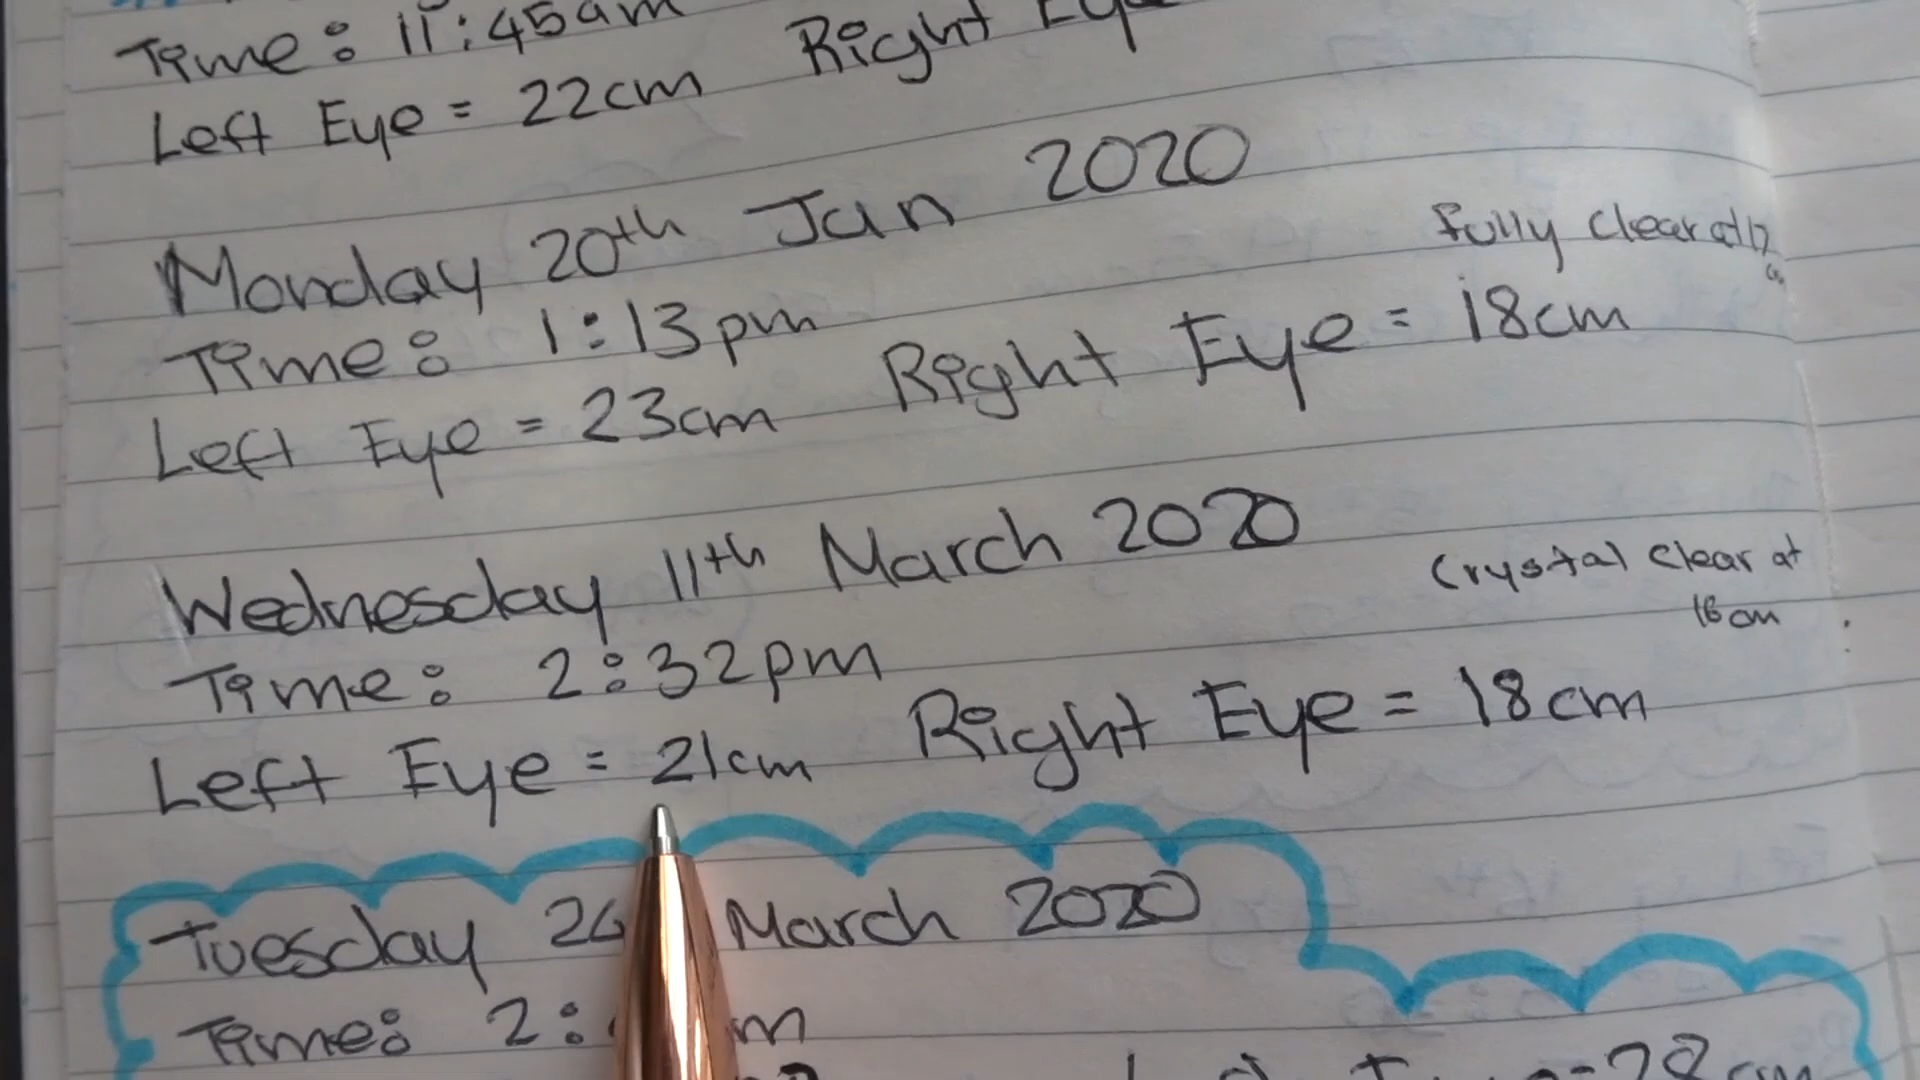 Time: 11:45am
Left Eye = 22cm Right Eye
Monday 20th Jan 2020
Fully Clear at 17
Time: 1:13pm
Left Eye = 23cm Right Eye = 18cm
Wednesday 11th March 2020
Crystal Clear at
16cm
Time: 2:32pm
Left Eye = 21cm Right Eye = 18cm
Tuesday March 2020
Time: 2: